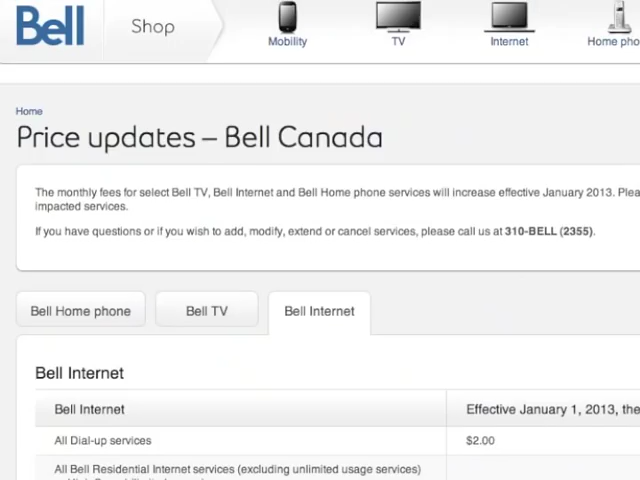 Bell
Shop
Mobility
TV
Internet
Home pho
Home
Price updates – Bell Canada
The monthly fees for select Bell TV, Bell Internet and Bell Home phone services will increase effective January 2013. Plea
impacted services.
If you have questions or if you wish to add, modify, extend or cancel services, please call us at 310-BELL (2355).
Bell Home phone
Bell TV
Bell Internet
Bell Internet
Bell Internet
Effective January 1, 2013, the
All Dial-up services
$2.00
All Bell Residential Internet services (excluding unlimited usage services)